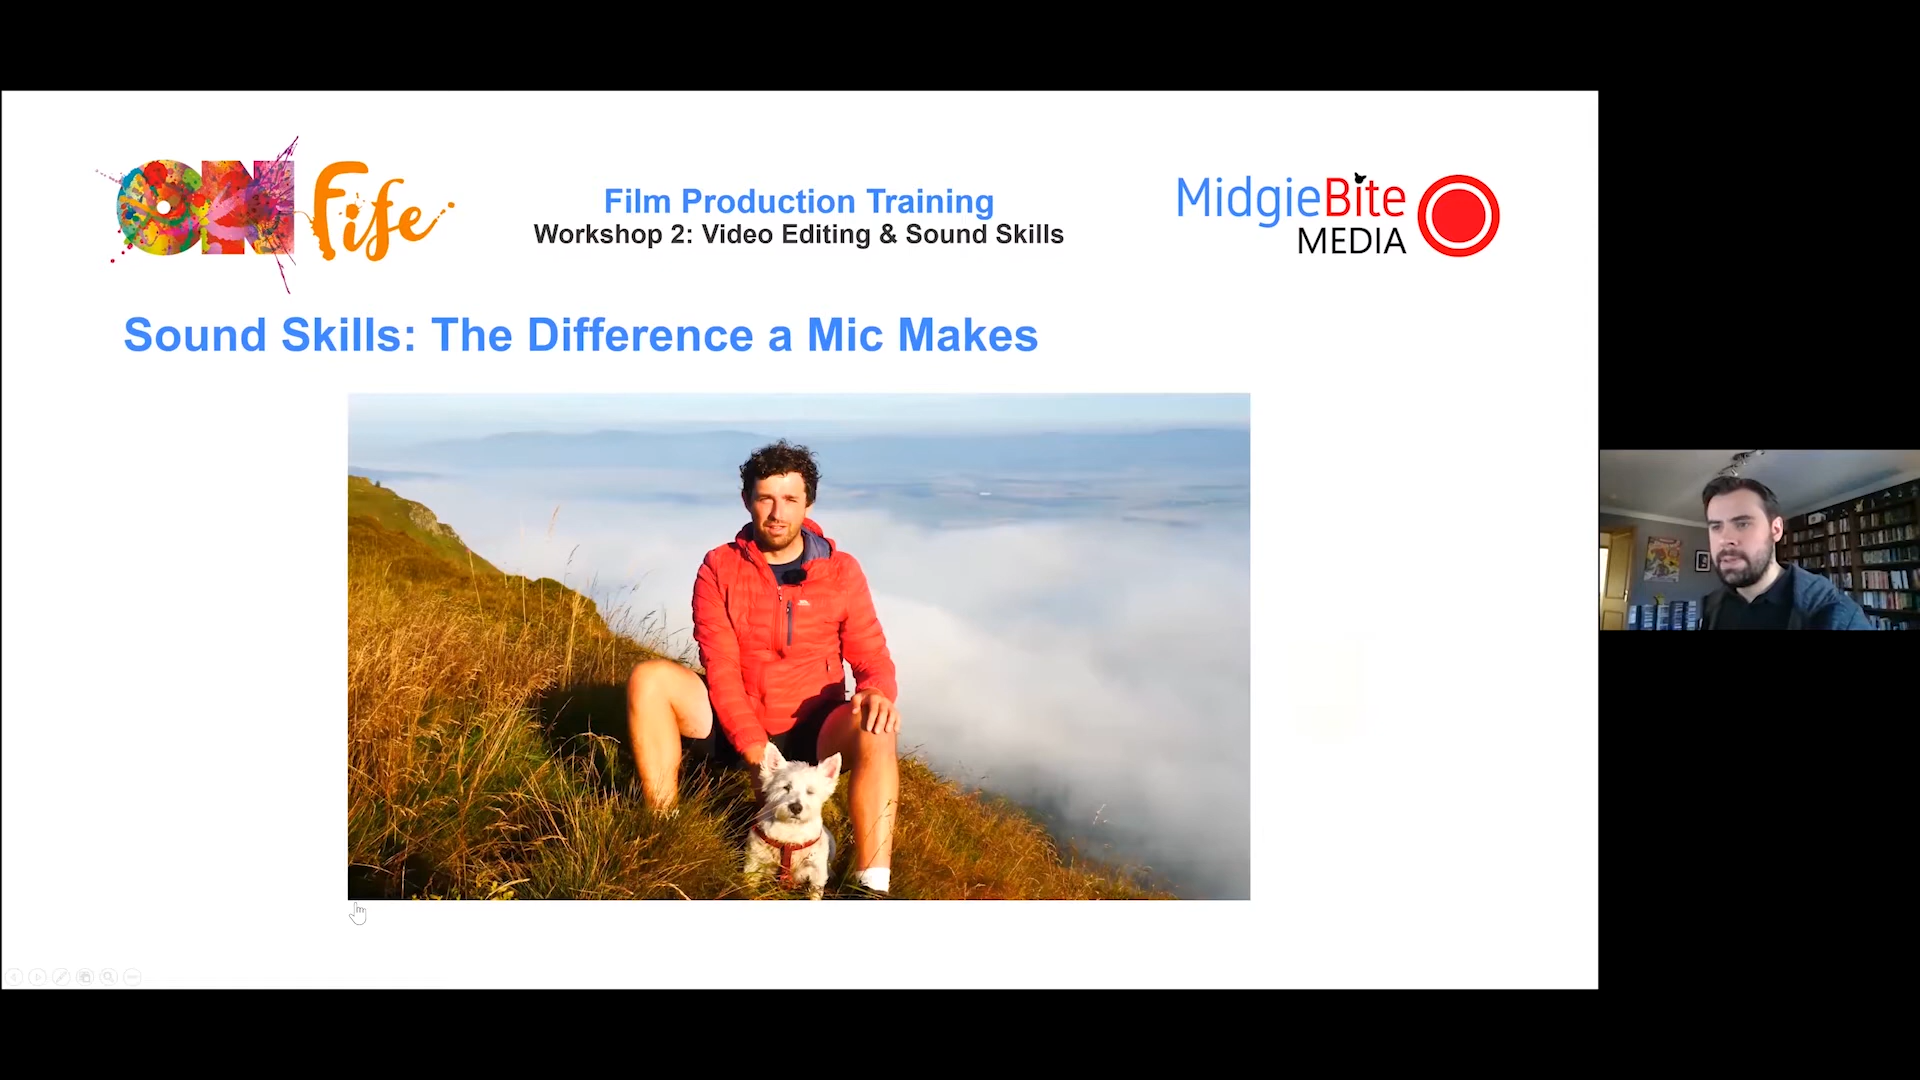 ON Fife
Film Production Training
Workshop 2: Video Editing & Sound Skills
MidgieBite
MEDIA
Sound Skills: The Difference a Mic Makes